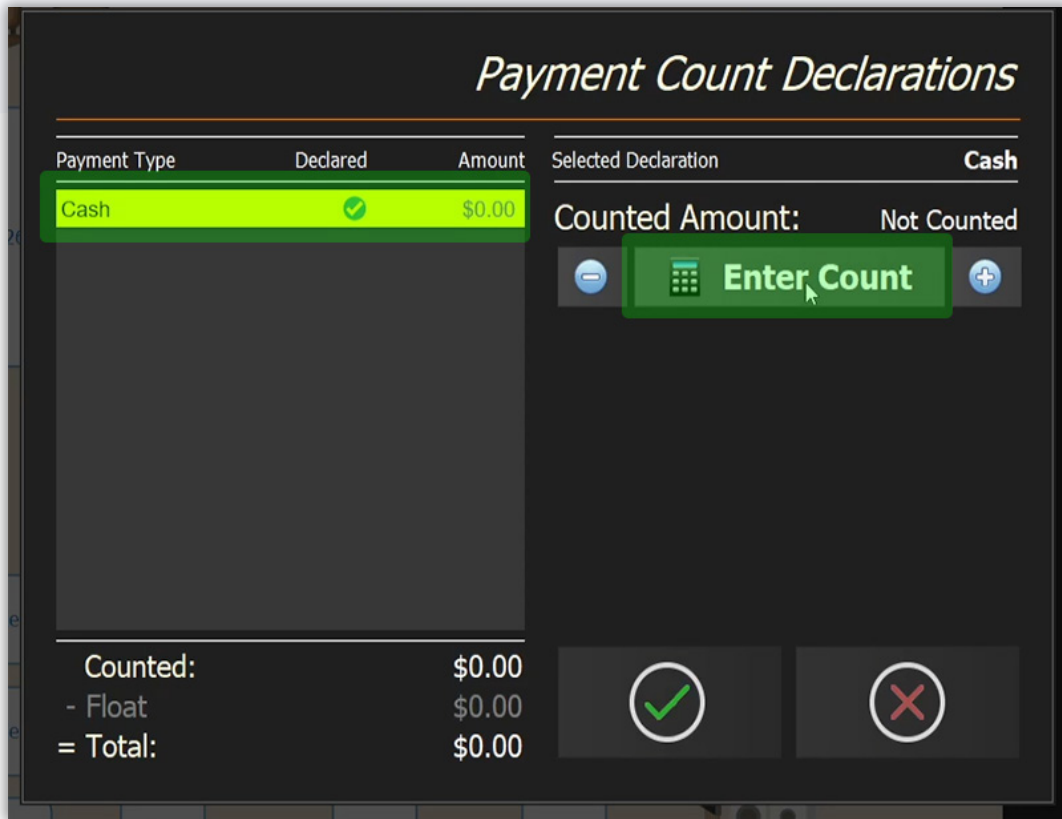 Payment Count Declarations
Payment Type Declared Amount
Cash $0.00
Selected Declaration Cash
Counted Amount: Not Counted
Enter Count
Counted: $0.00
- Float $0.00
= Total: $0.00